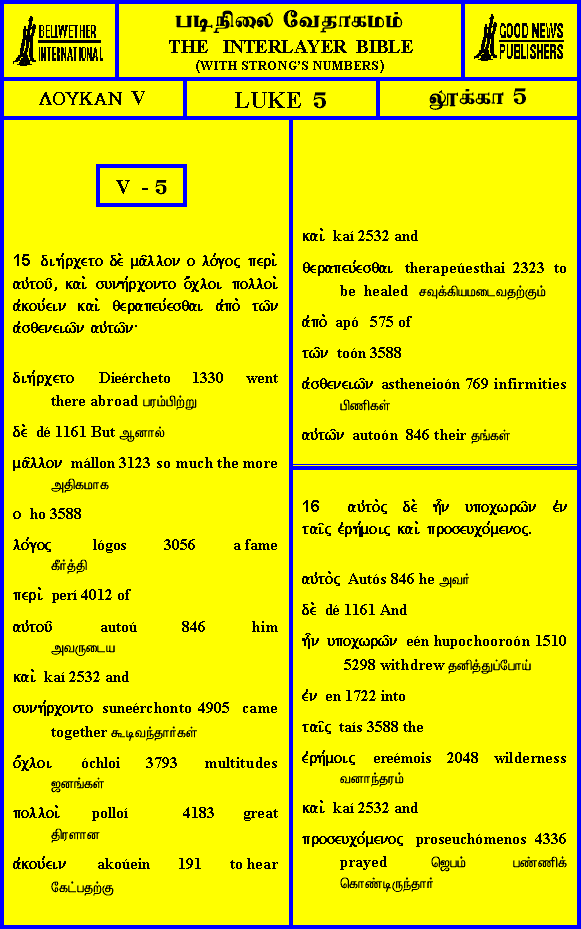 BELLWETHER
INTERNATIONAL
படிநிலை வேதாகமம்
THE INTERLAYER BIBLE
(WITH STRONG'S NUMBERS)
GOOD NEWS
PUBLISHERS
ΛΟΥΚΑΝ V
LUKE 5
லூக்கா 5
V - 5
15 διήρχετο δὲ μᾶλλον ο λόγος περὶ
αὐτοῦ, καὶ συνήρχοντο ὄχλοι πολλοὶ
ἀκούειν καὶ θεραπεύεσθαι ἀπὸ τῶν
ἀσθενειῶν αὐτῶν·
διήρχετο Dieércheto 1330 went
there abroad பரம்பிற்று
δὲ dé 1161 But ஆனால்
μᾶλλον mállon 3123 so much the more
அதிகமாக
ο ho 3588
λόγος lógos 3056 a fame
கீர்த்தி
περὶ perí 4012 of
αὐτοῦ autoú 846 him
அவருடைய
καὶ kaí 2532 and
συνήρχοντο suneérchonto 4905 came
together கூடிவந்தார்கள்
ὄχλοι óchloi 3793 multitudes
ஜனங்கள்
πολλοὶ polloí 4183 great
திரளான
ἀκούειν akoúein 191 to hear
கேட்பதற்கு
καὶ kaí 2532 and
θεραπεύεσθαι therapeúesthai 2323 to
be healed சவுக்கியமடைவதற்கும்
ἀπὸ apó 575 of
τῶν toón 3588
ἀσθενειῶν astheneioón 769 infirmities
பிணிகள்
αὐτῶν autoón 846 their தங்கள்
16 αὐτὸς δὲ ἦν υποχωρῶν ἐν
ταῖς ἐρήμοις καὶ προσευχόμενος.
αὐτὸς Autós 846 he அவர்
δὲ dé 1161 And
ἦν υποχωρῶν eén hupochooroón 1510
5298 withdrew தனித்துப்போய்
ἐν en 1722 into
ταῖς taís 3588 the
ἐρήμοις ereémois 2048 wilderness
வனாந்தரம்
καὶ kaí 2532 and
προσευχόμενος proseuchómenos 4336
prayed ஜெபம் பண்ணிக்
கொண்டிருந்தார்